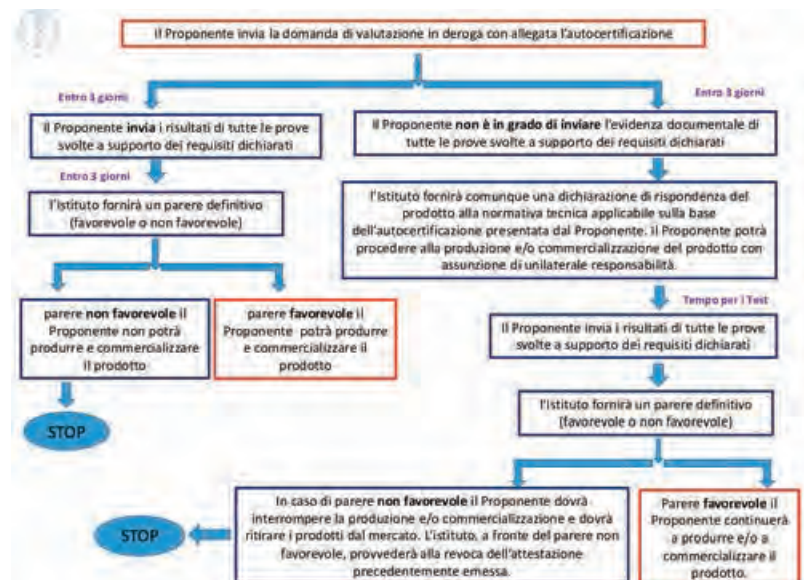 Il Proponente invia la domanda di valutazione in deroga con allegata l'autocertificazione
Entro 3 giorni
Entro 3 giorni
Il Proponente invia i risultati di tutte le prove
svolte a supporto dei requisiti dichiarati
Il Proponente non è in grado di inviare l'evidenza documentale di
tutte le prove svolte a supporto dei requisiti dichiarati
Entro 3 giorni
l'Istituto fornirà un parere definitivo
(favorevole o non favorevole)
l'Istituto fornirà comunque una dichiarazione di rispondenza del
prodotto alla normativa tecnica applicabile sulla base
dell'autocertificazione presentata dal Proponente. Il Proponente potrà
procedere alla produzione e/o commercializzazione del prodotto con
assunzione di unilaterale responsabilità.
parere non favorevole il
Proponente non potrà
produrre e commercializzare
il prodotto
parere favorevole il
Proponente potrà produrre
e commercializzare il
prodotto
STOP
Tempo per i Test
Il Proponente invia i risultati di tutte le prove
svolte a supporto dei requisiti dichiarati
l'Istituto fornirà un parere definitivo
(favorevole o non favorevole)
In caso di parere non favorevole il Proponente dovrà
interrompere la produzione e/o commercializzazione e dovrà
ritirare i prodotti dal mercato. L'istituto, a fronte del parere non
favorevole, provvederà alla revoca dell'attestazione
precedentemente emessa.
STOP
Parere favorevole il
Proponente continuerà
a produrre e/o a
commercializzare il
prodotto.